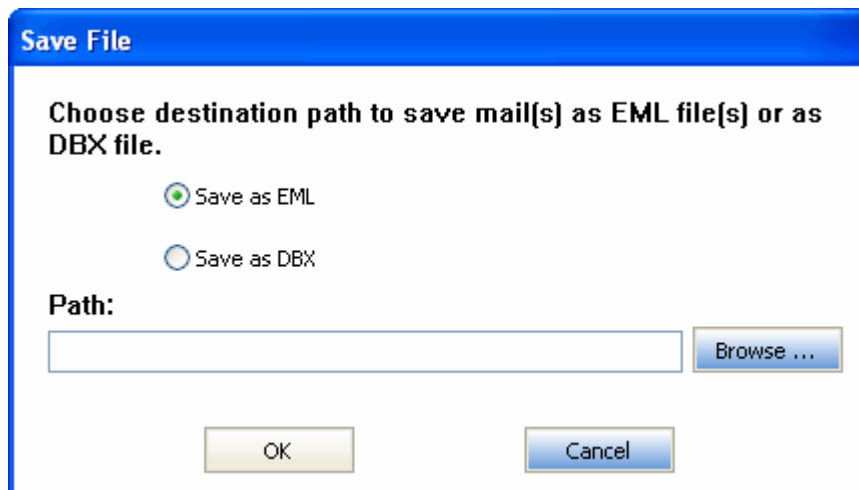 Save File
Choose destination path to save mail(s) as EML file(s) or as
DBX file.
Save as EML
Save as DBX
Path:
Browse ...
OK
Cancel